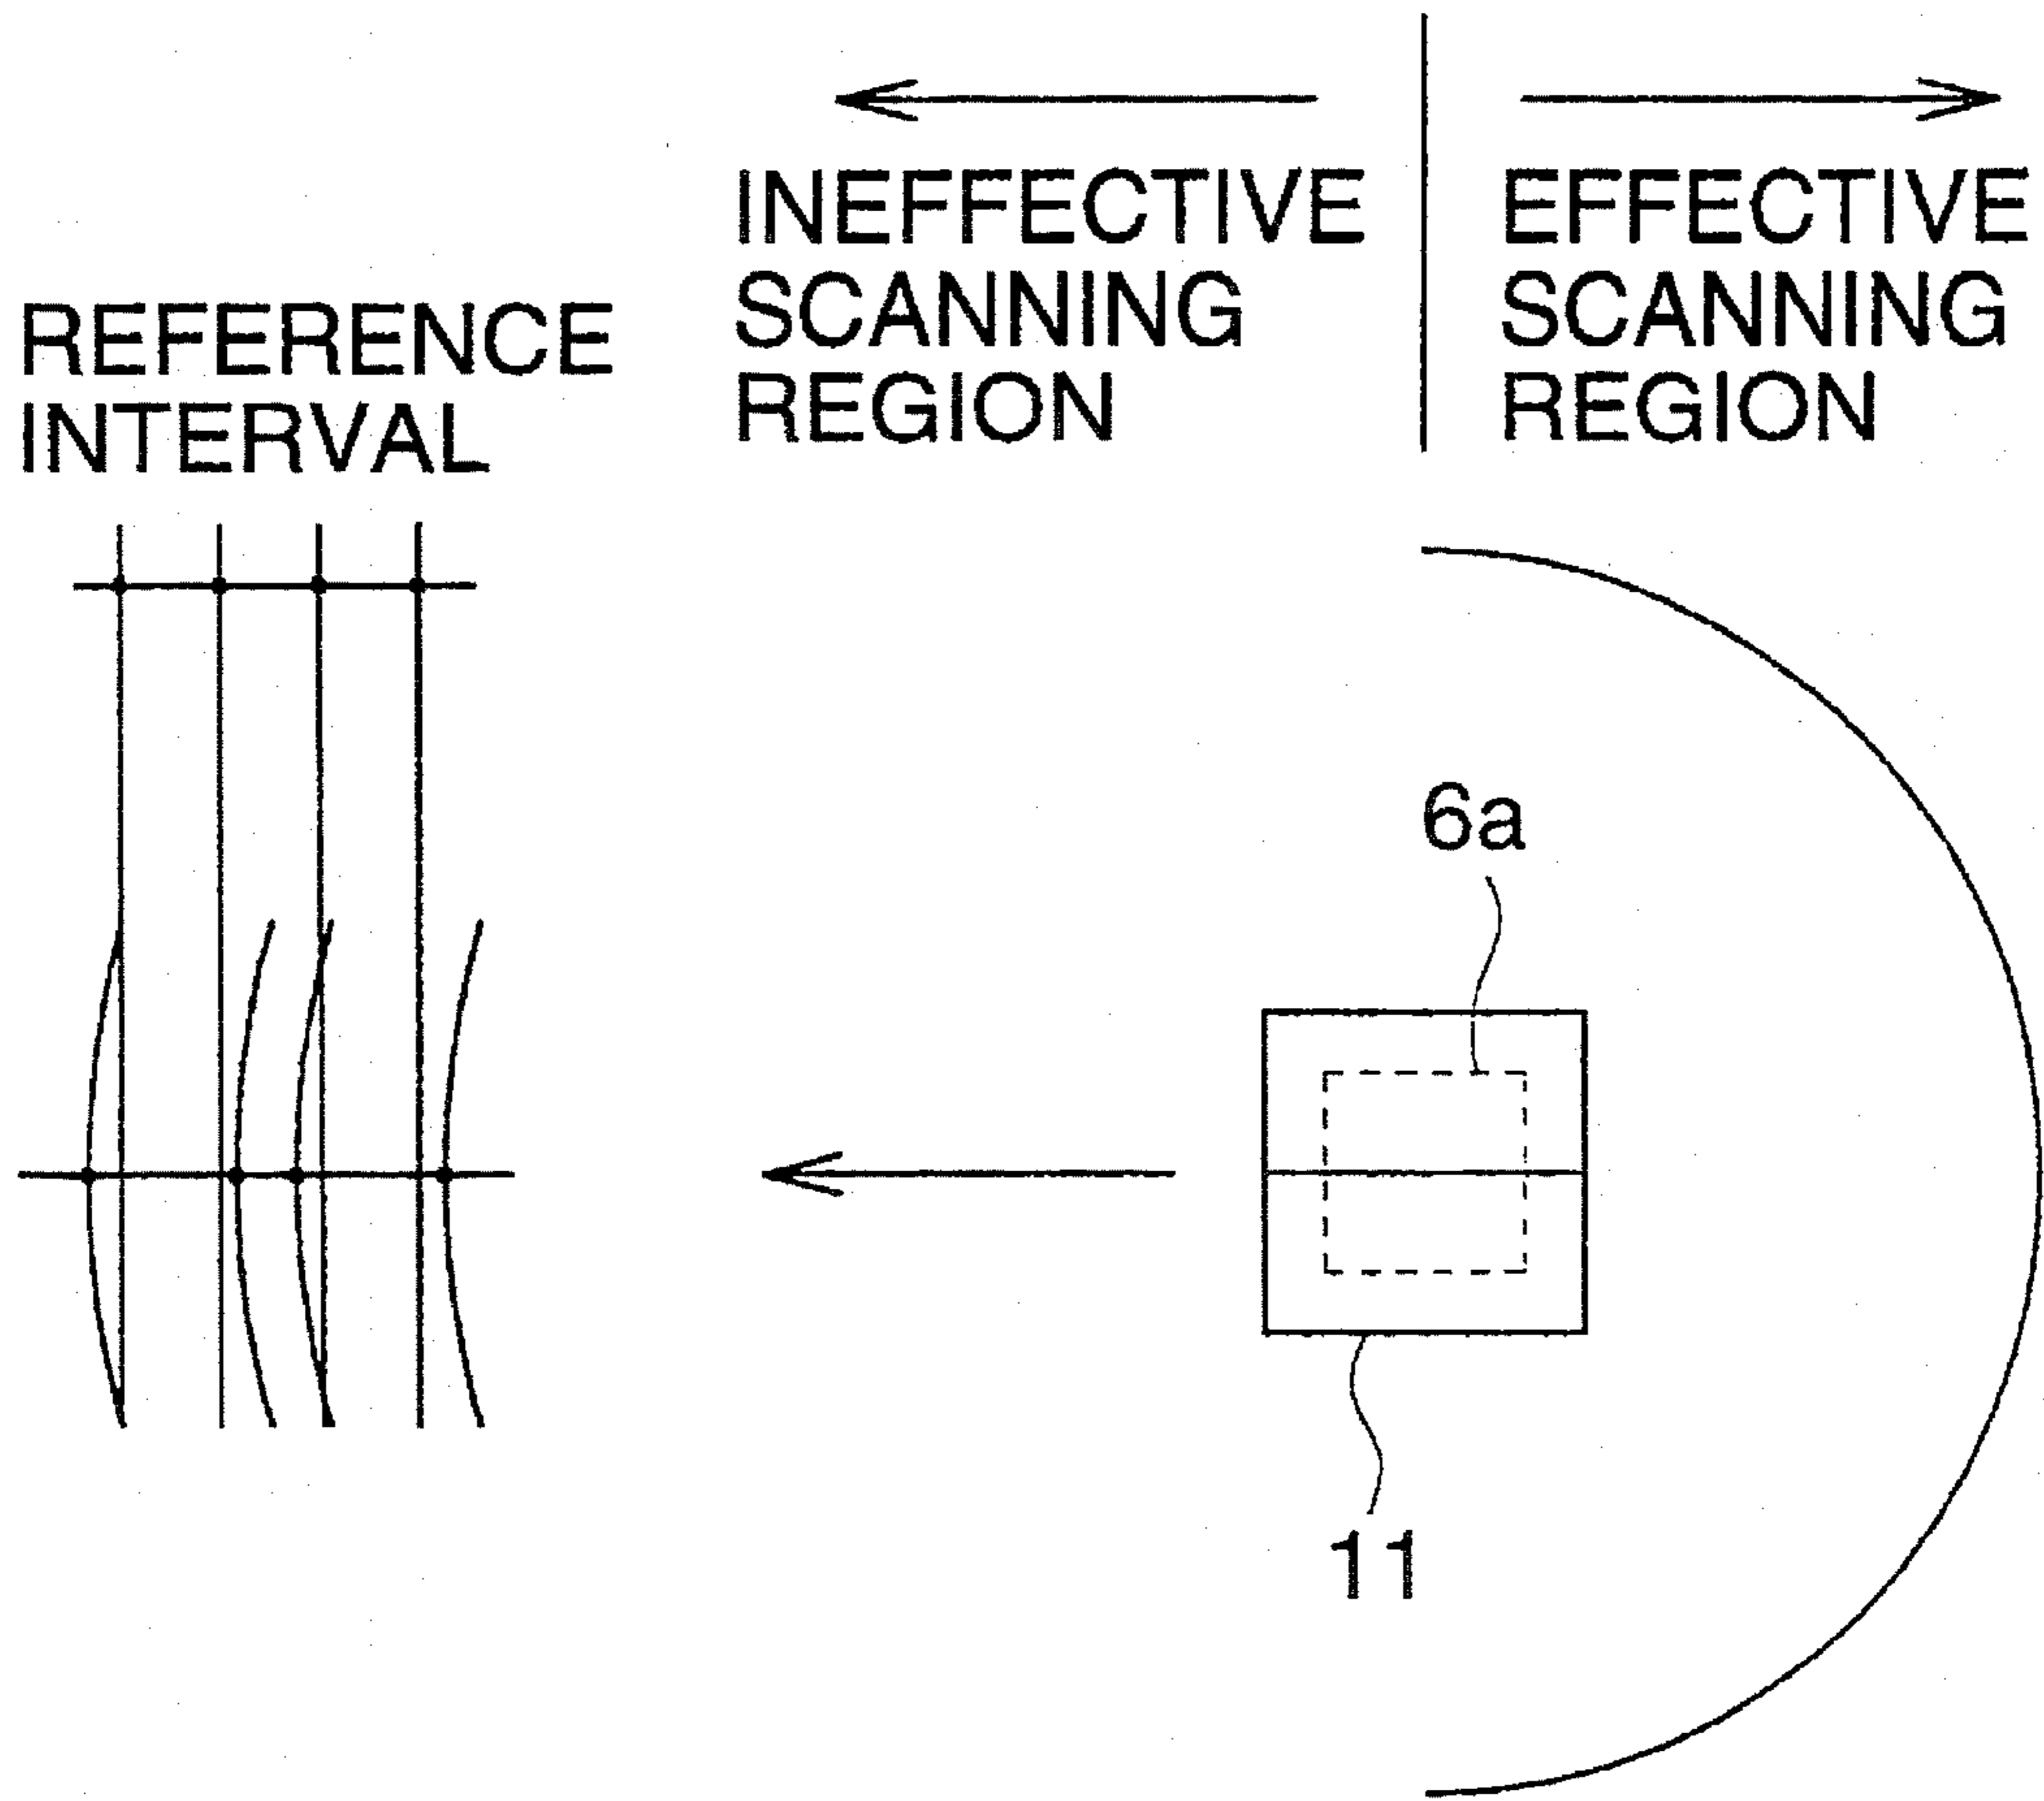 INEFFECTIVE
SCANNING
REGION
EFFECTIVE
SCANNING
REGION
REFERENCE
INTERVAL
6a
11